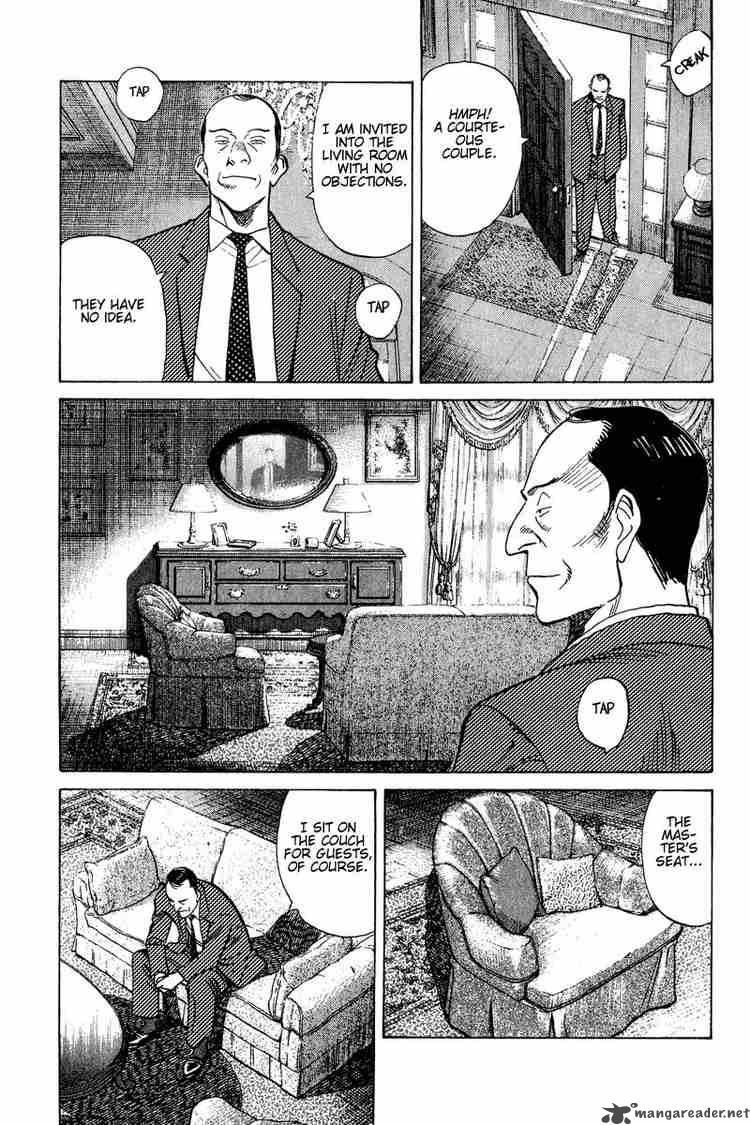 CREAK
HMPH!
A COURTE-
OUS
COUPLE.
TAP
I AM INVITED
INTO THE
LIVING ROOM
WITH NO
OBJECTIONS.
TAP
THEY HAVE
NO IDEA.
TAP
THE
MAS-
TER'S
SEAT...
I SIT ON
THE COUCH
FOR GUESTS,
OF COURSE.
mangareader.net